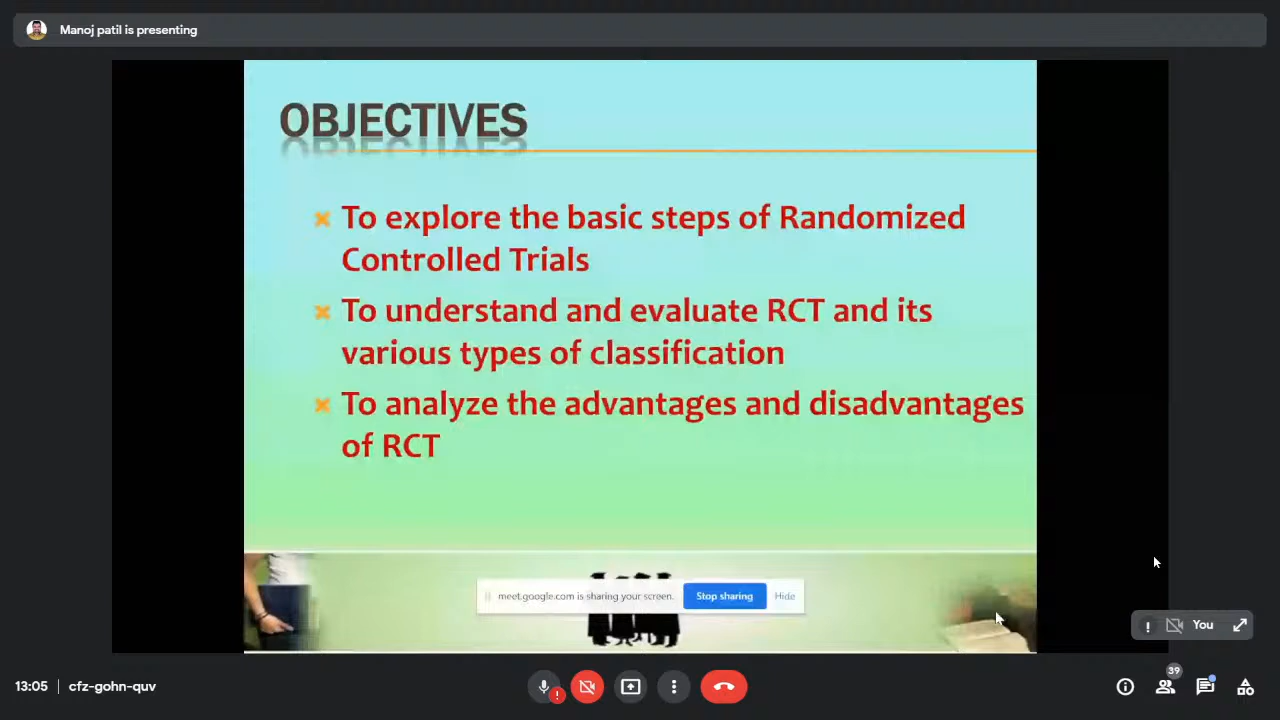 Manoj patil is presenting
OBJECTIVES
To explore the basic steps of Randomized
Controlled Trials
To understand and evaluate RCT and its
various types of classification
To analyze the advantages and disadvantages
of RCT
meet.google.com is sharing your screen.
Stop sharing
Hide
You
13:05 | cfz-gohn-quv
39